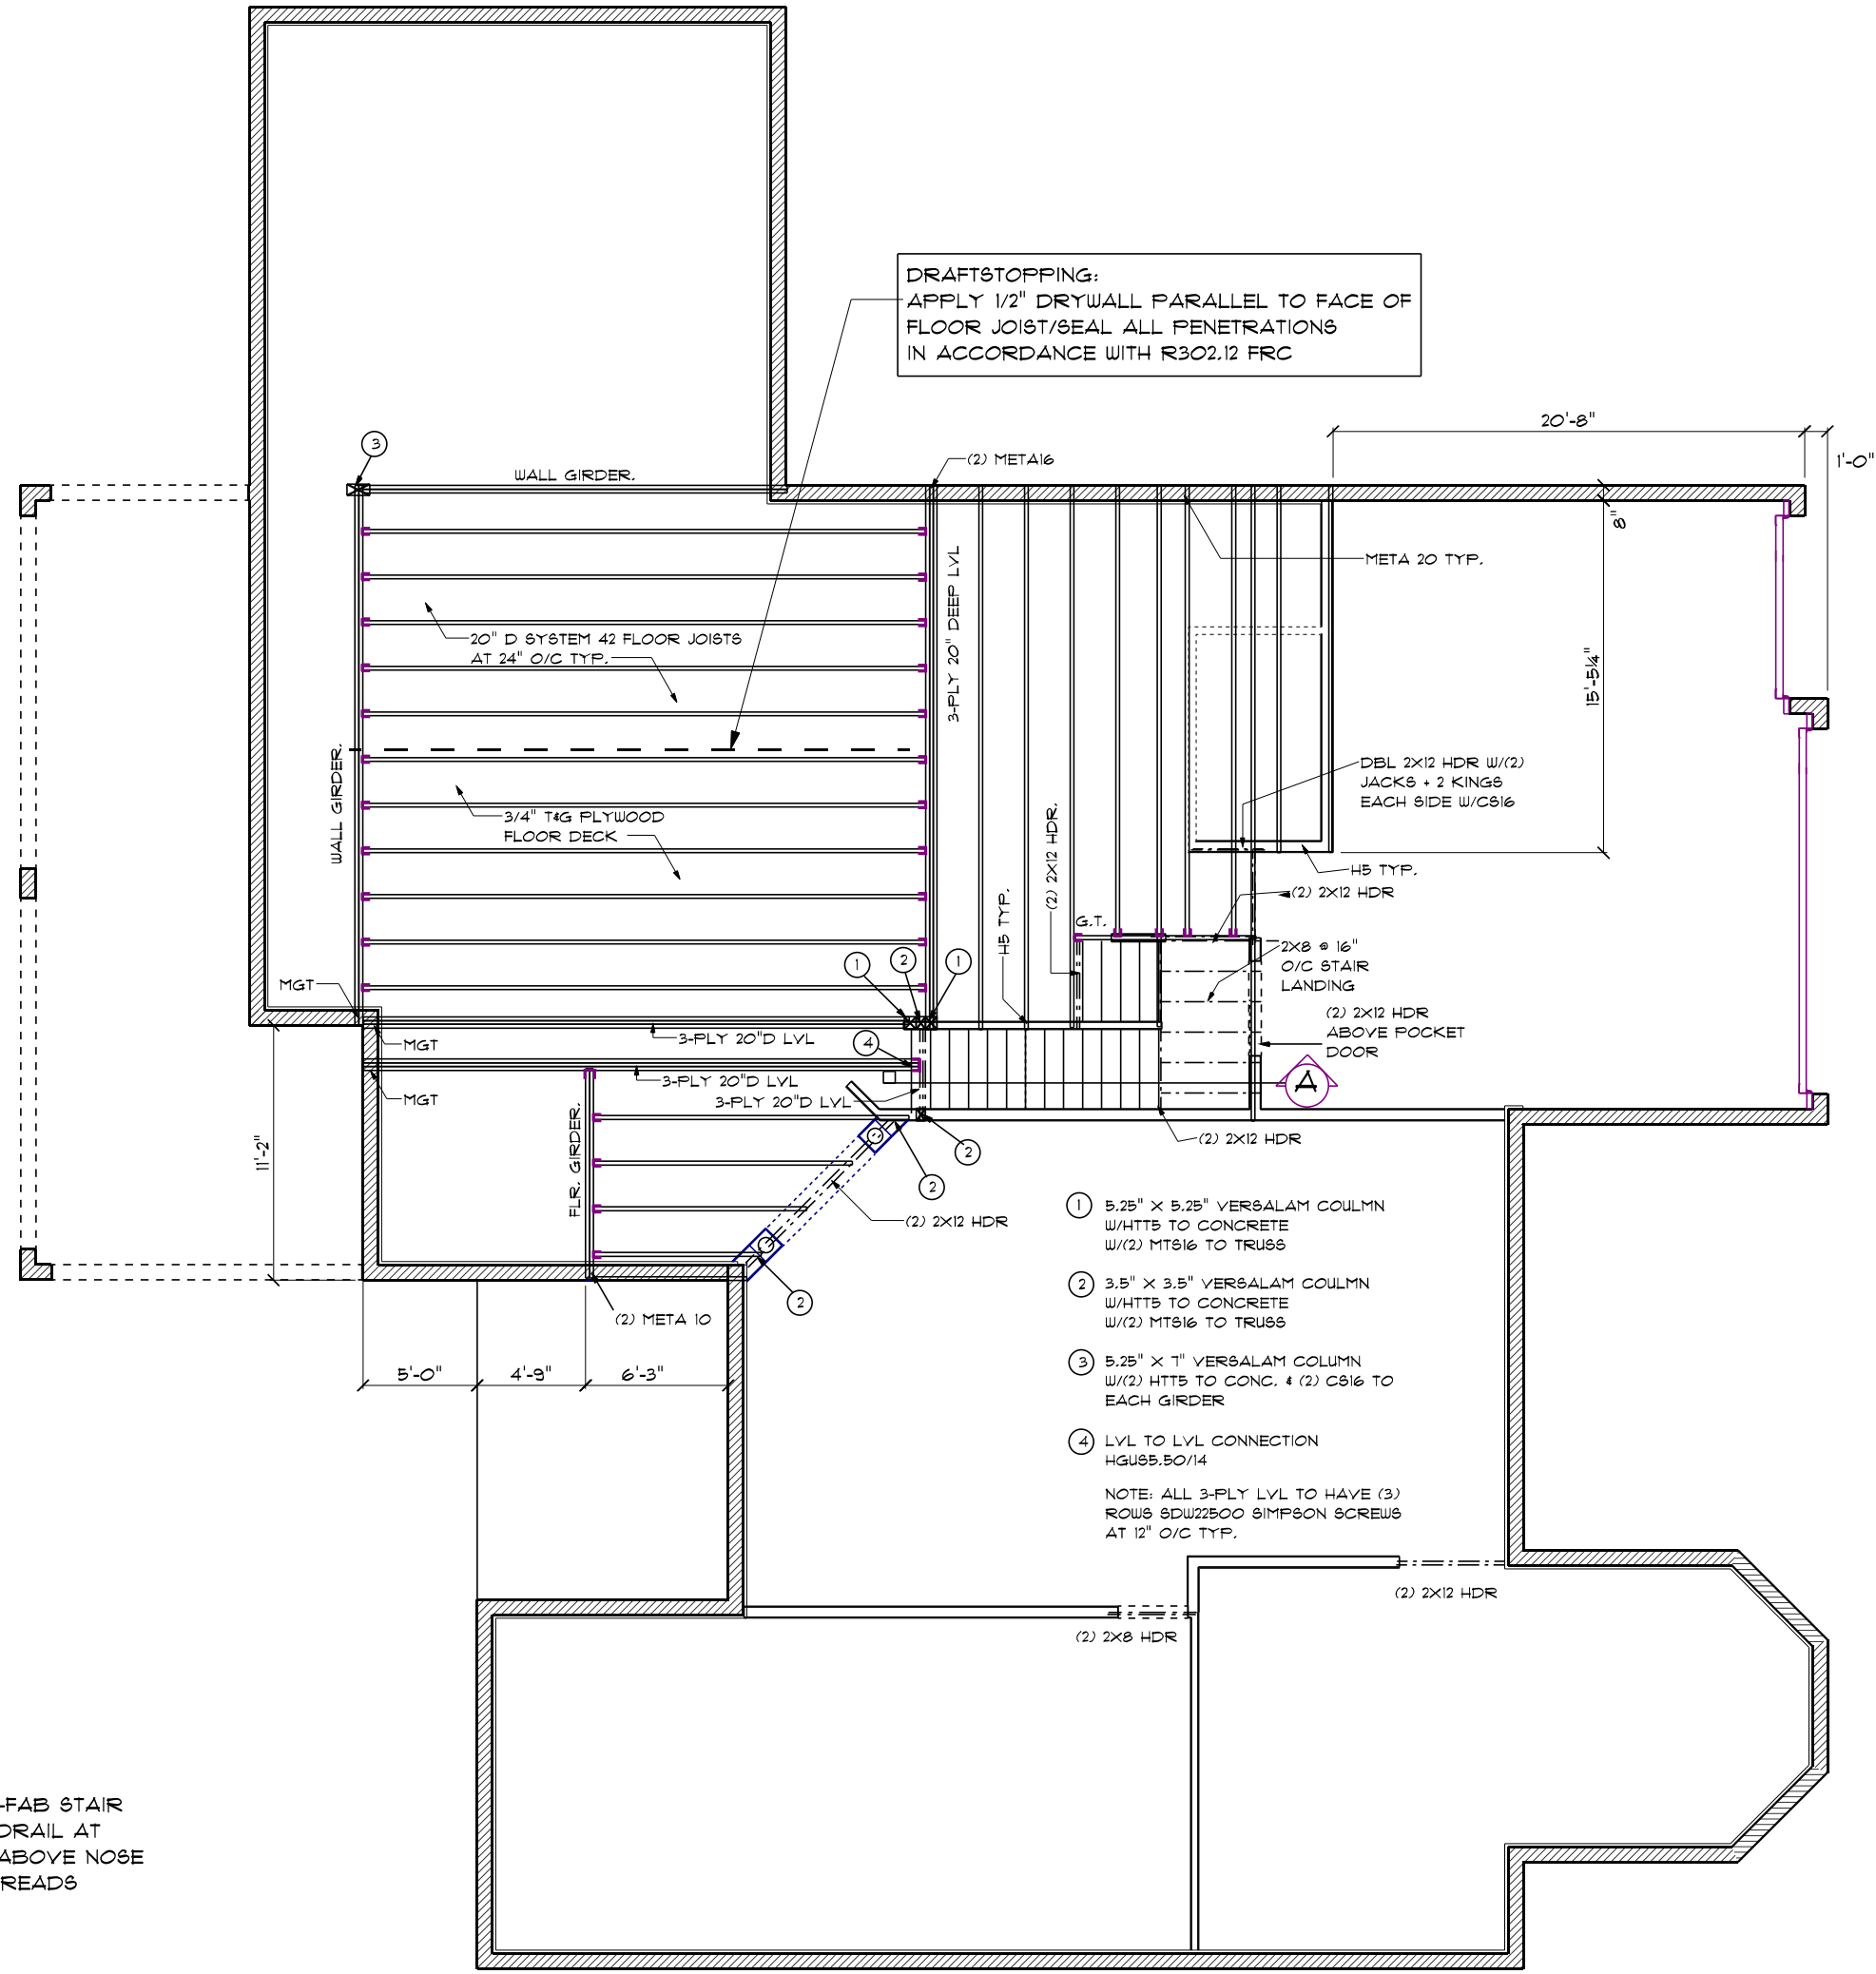 DRAFTSTOPPING:
APPLY 1/2" DRYWALL PARALLEL TO FACE OF
FLOOR JOIST/SEAL ALL PENETRATIONS
IN ACCORDANCE WITH R302.12 FRC
20'-8"
1'-0"
3
WALL GIRDER.
(2) META16
8"
META 20 TYP.
3-PLY 20" DEEP LVL
20" D SYSTEM 42 FLOOR JOISTS
AT 24" O/C TYP.
15'-5¼"
WALL GIRDER.
DBL 2X12 HDR W/(2)
JACKS + 2 KINGS
EACH SIDE W/CS16
3/4" T&G PLYWOOD
FLOOR DECK
(2) 2X12 HDR.
H5 TYP.
(2) 2X12 HDR
H5 TYP.
G.T.
2X8 @ 16"
O/C STAIR
LANDING
1
2
1
MGT
(2) 2X12 HDR
ABOVE POCKET
DOOR
MGT
3-PLY 20"D LVL
4
3-PLY 20"D LVL
A
MGT
3-PLY 20"D LVL
11'-2"
FLR. GIRDER.
(2) 2X12 HDR
2
2
(2) 2X12 HDR
1
5.25" X 5.25" VERSALAM COULMN
W/HTT5 TO CONCRETE
W/(2) MTS16 TO TRUSS
2
3.5" X 3.5" VERSALAM COULMN
W/HTT5 TO CONCRETE
W/(2) MTS16 TO TRUSS
2
(2) META 10
3
5.25" X 7" VERSALAM COLUMN
W/(2) HTT5 TO CONC. & (2) CS16 TO
EACH GIRDER
5'-0"
4'-9"
6'-3"
4
LVL TO LVL CONNECTION
HGUS5.50/14
NOTE: ALL 3-PLY LVL TO HAVE (3)
ROWS SDW22500 SIMPSON SCREWS
AT 12" O/C TYP.
(2) 2X12 HDR
(2) 2X8 HDR
-FAB STAIR
DRAIL AT
ABOVE NOSE
READS